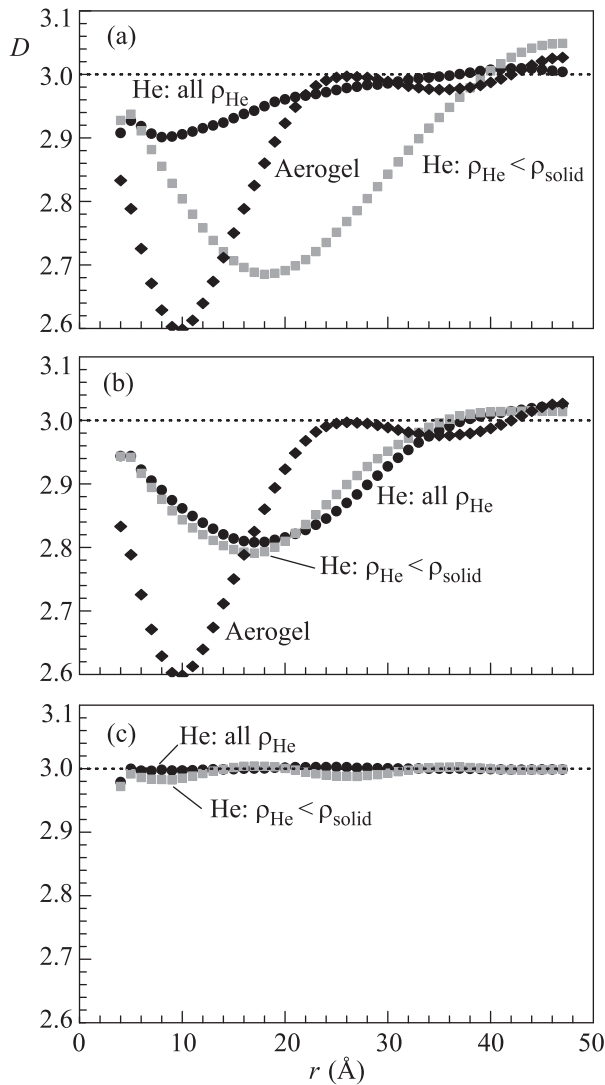 D
3.1
3.0
2.9
2.8
2.7
2.6
(a)
He: all ρHe
Aerogel
He: ρHe < ρsolid
3.1
3.0
2.9
2.8
2.7
2.6
(b)
He: all ρHe
He: ρHe < ρsolid
Aerogel
3.1
3.0
2.9
2.8
2.7
2.6
(c)
He: all ρHe
He: ρHe < ρsolid
0 10 20 30 40 50
r (Å)